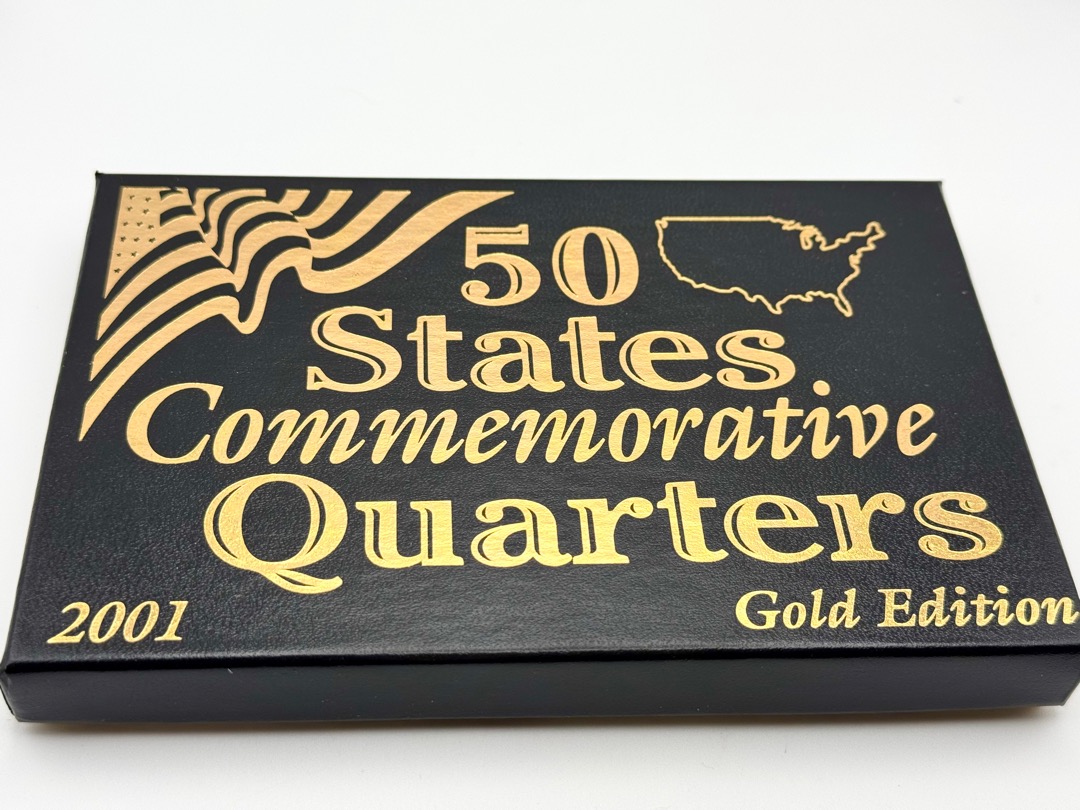 50
States
Commemorative
Quarters
2001
Gold Edition